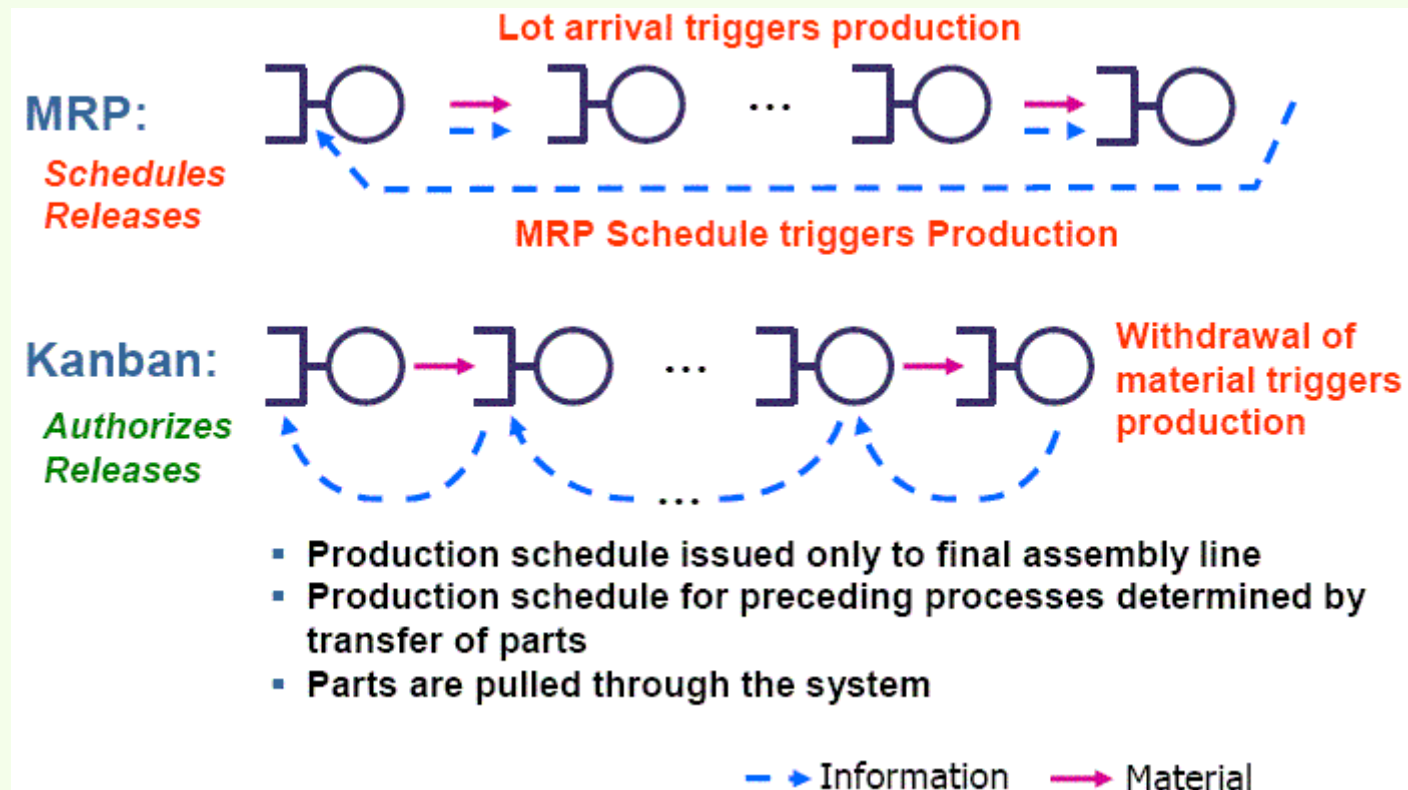 Lot arrival triggers production
MRP:
...
Schedules
Releases
MRP Schedule triggers Production
Kanban:
...
Withdrawal of
material triggers
production
Authorizes
Releases
...
▪ Production schedule issued only to final assembly line
▪ Production schedule for preceding processes determined by
transfer of parts
▪ Parts are pulled through the system
Information
Material